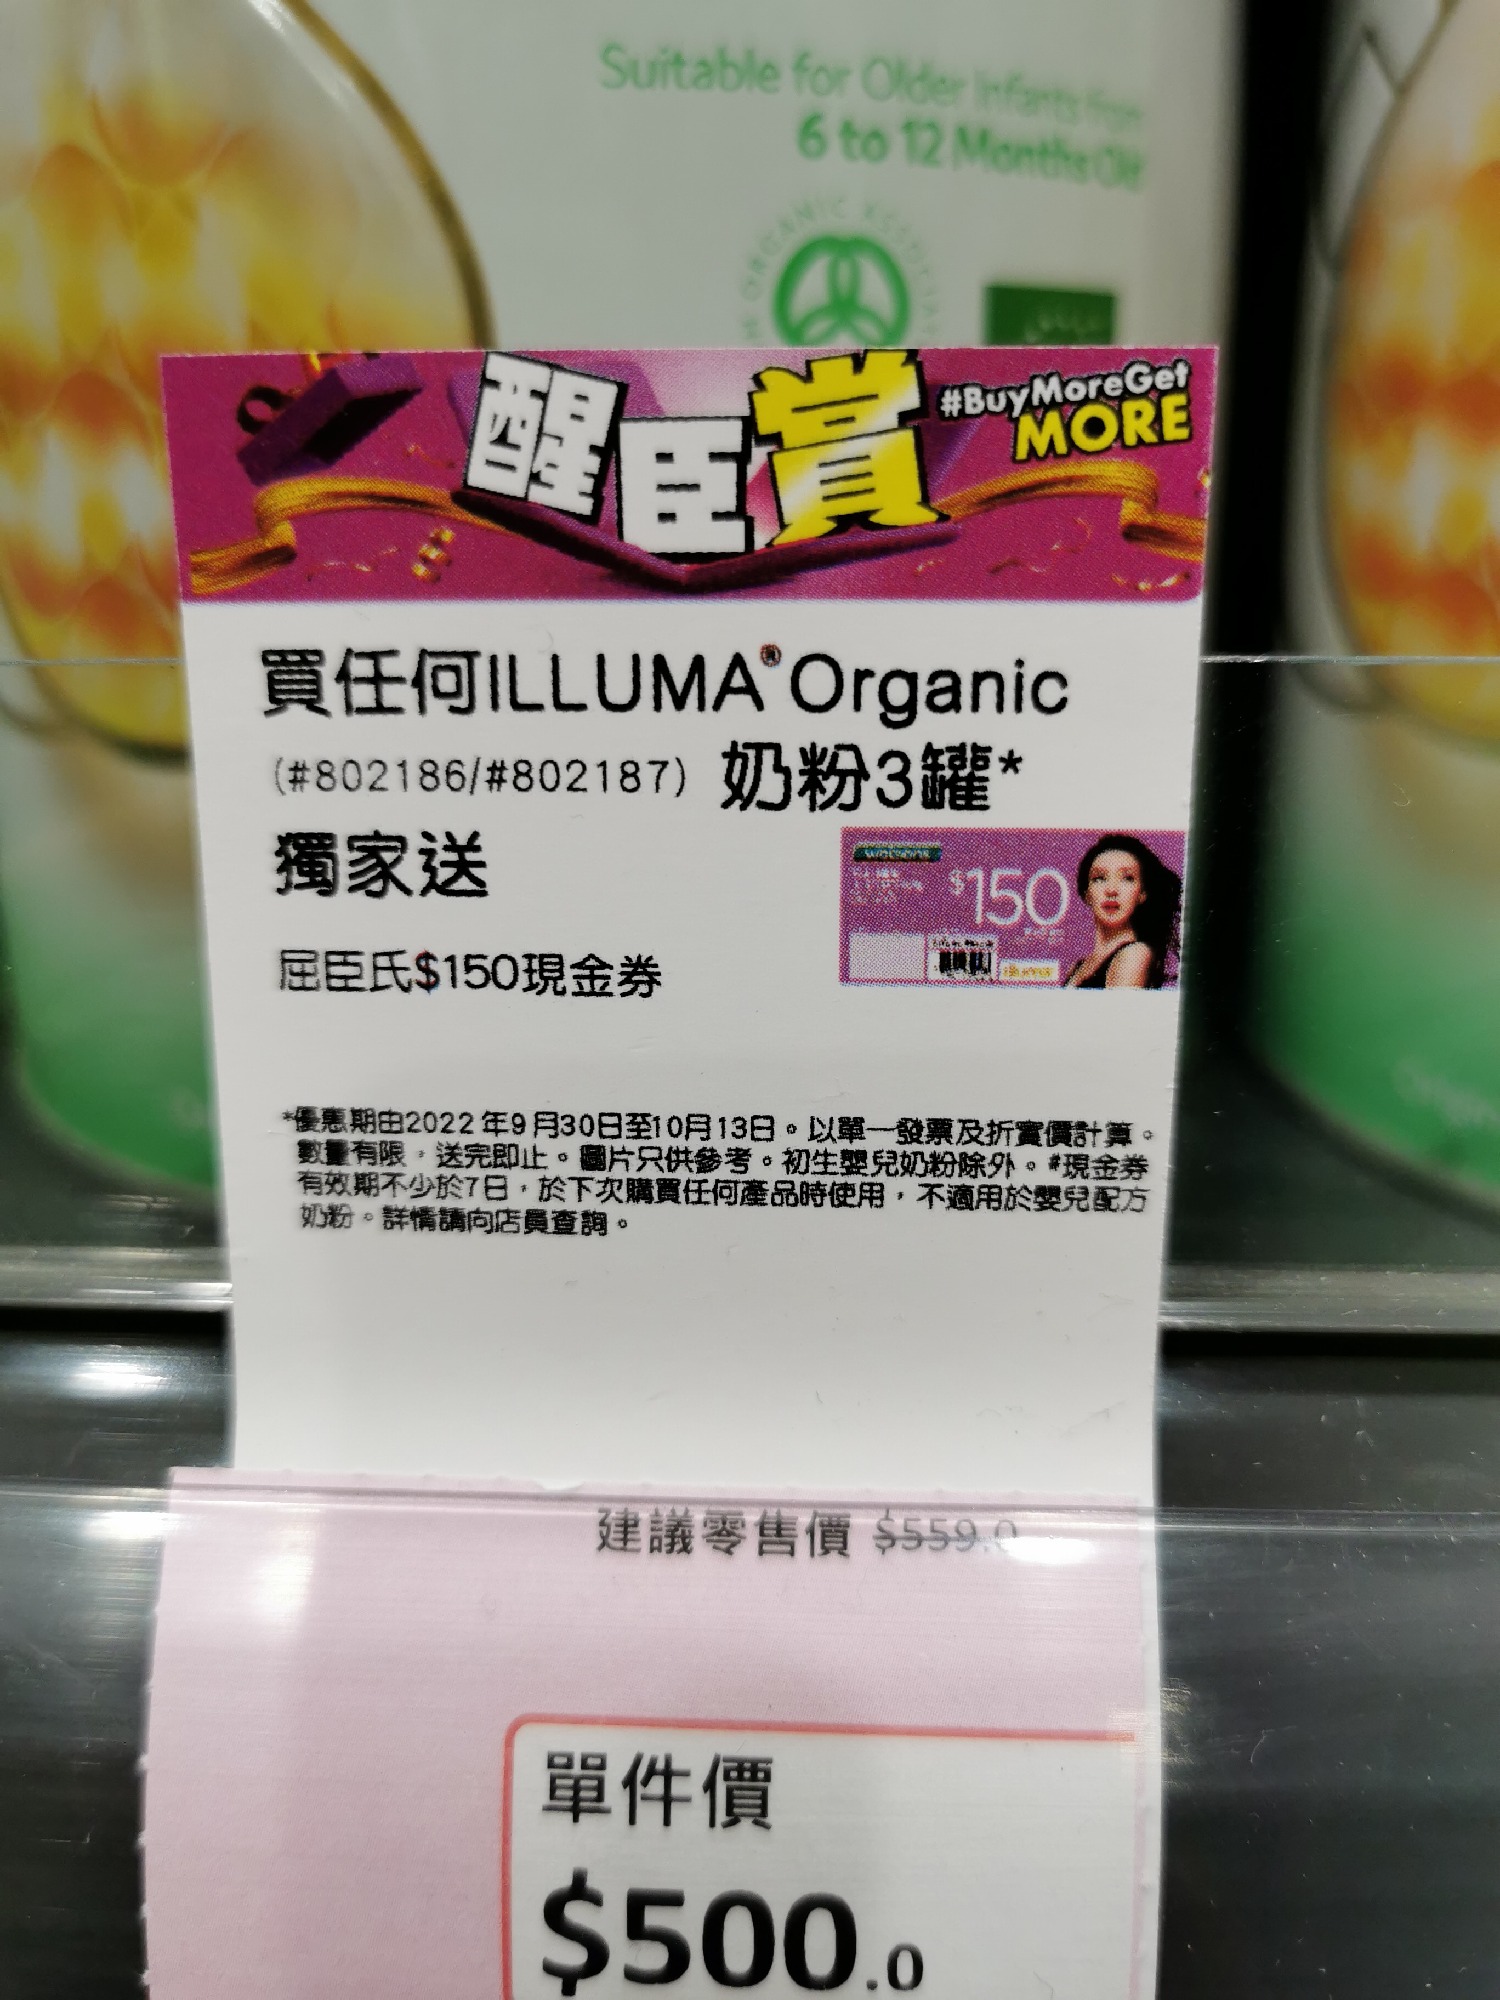 Suitable for Older Infants from
6 to 12 Months Old
醒臣賞
#BuyMoreGet
MORE
買任何ILLUMA®Organic
(#802186/#802187) 奶粉3罐*
獨家送
watsons
$150
屈臣氏$150現金券
*優惠期由2022年9月30日至10月13日。以單一發票及折實價計算。
數量有限，送完即止。圖片只供參考。初生嬰兒奶粉除外。#現金券
有效期不少於7日，於下次購買任何產品時使用，不適用於嬰兒配方
奶粉。詳情請向店員查詢。
建議零售價 $559.0
單件價
$500.0